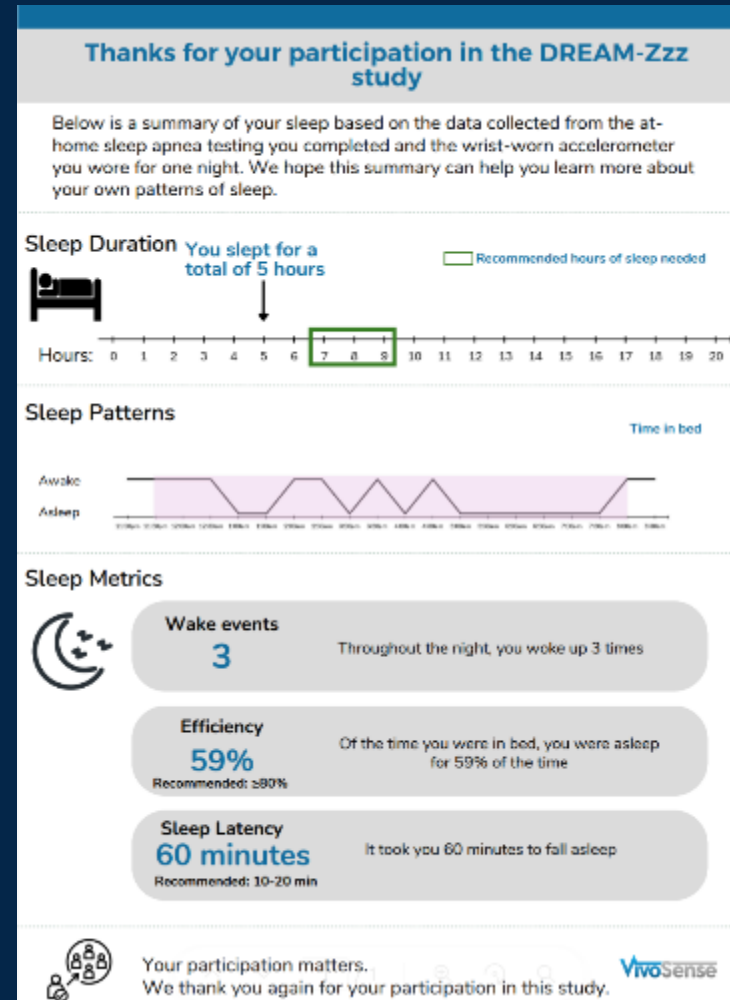 Thanks for your participation in the DREAM-Zzz
study
Below is a summary of your sleep based on the data collected from the at-
home sleep apnea testing you completed and the wrist-worn accelerometer
you wore for one night. We hope this summary can help you learn more about
your own patterns of sleep.
Sleep Duration
You slept for a
total of 5 hours
Recommended hours of sleep needed
Hours: 0 1 2 3 4 5 6 7 8 9 10 11 12 13 14 15 16 17 18 19 20
Sleep Patterns
Time in bed
Awake
Asleep
Sleep Metrics
Wake events
3
Throughout the night, you woke up 3 times
Efficiency
59%
Recommended: ≥80%
Of the time you were in bed, you were asleep
for 59% of the time
Sleep Latency
60 minutes
Recommended: 10-20 min
It took you 60 minutes to fall asleep
Your participation matters.
We thank you again for your participation in this study.
VivoSense